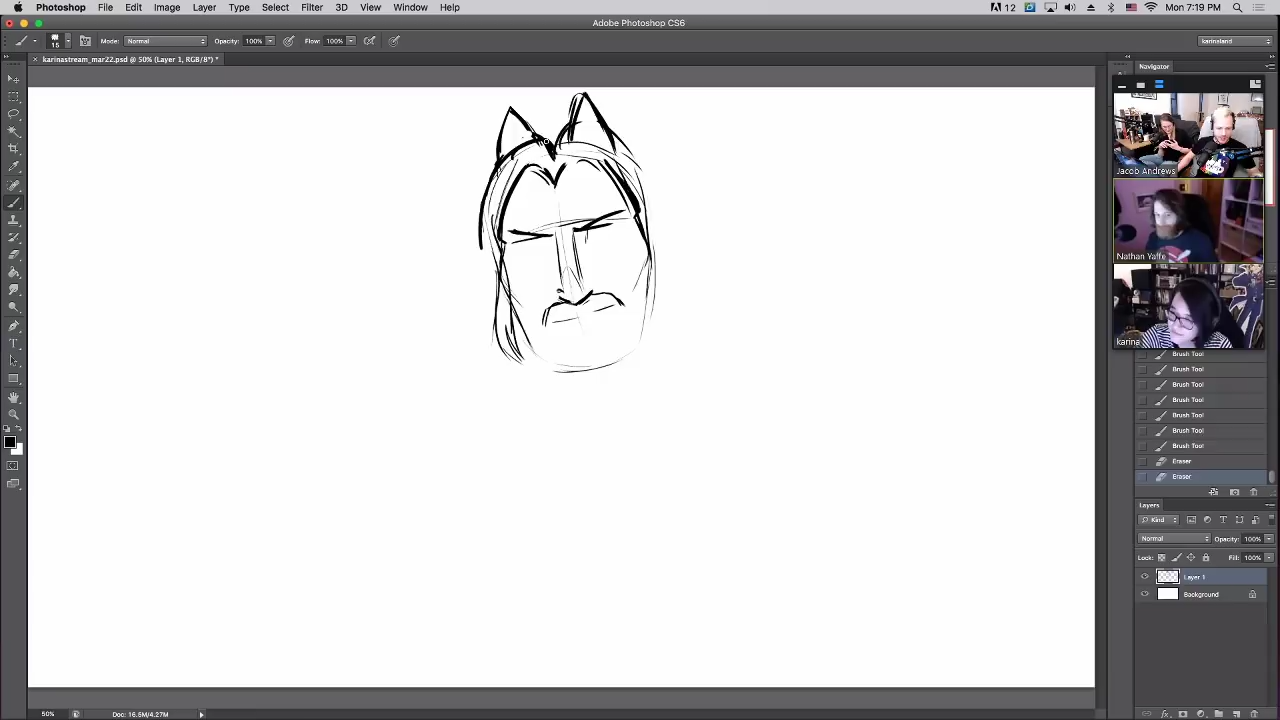 Photoshop File Edit Image Layer Type Select Filter 3D View Window Help
12 Mon 7:19 PM
Adobe Photoshop CS6
15 Mode: Normal Opacity: 100% Flow: 100% karinaland
karinastream_mar22.psd @ 50% (Layer 1, RGB/8*) *
Navigator
Jacob Andrews
Nathan Yaffe
karina
Brush Tool
Brush Tool
Brush Tool
Brush Tool
Brush Tool
Brush Tool
Brush Tool
Eraser
Eraser
Layers
Kind
Normal Opacity: 100%
Lock: Fill: 100%
Layer 1
Background
50% Doc: 16.5M/4.27M